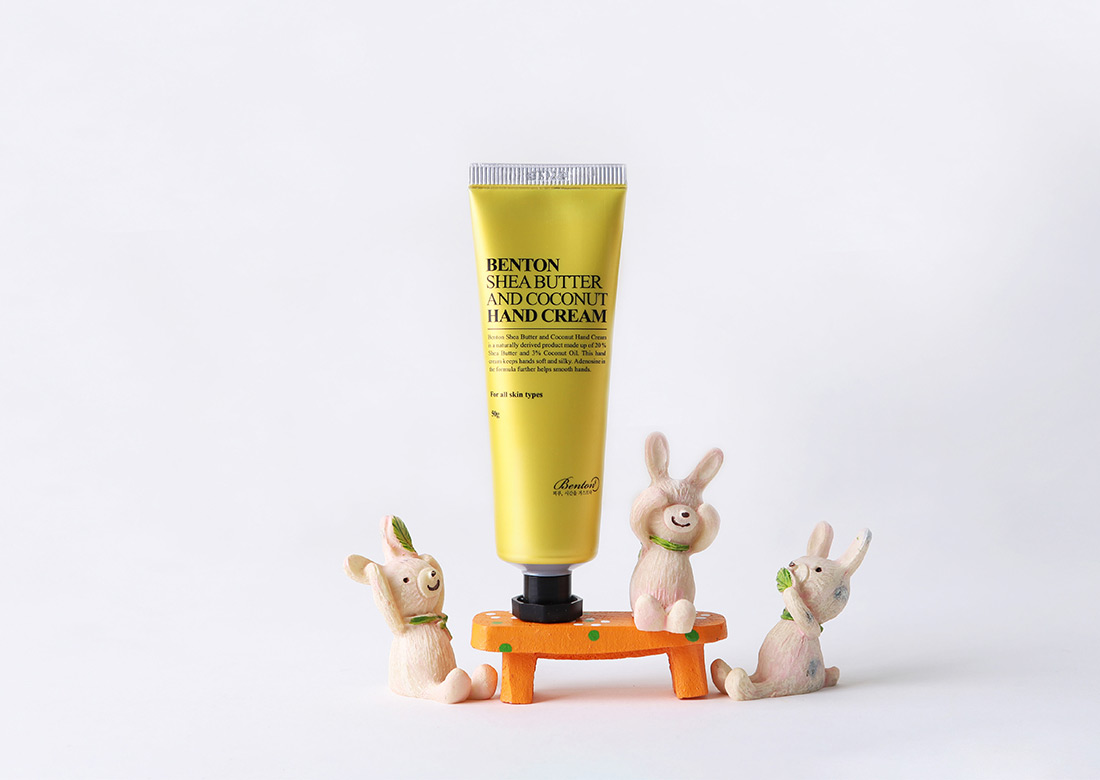 BENTON
SHEA BUTTER
AND COCONUT
HAND CREAM
Benton Shea Butter and Coconut Hand Cream
is a naturally derived product made up of 20 %
Shea Butter and 3% Coconut Oil. This hand
cream keeps hands soft and silky. Adenosine in
the formula further helps smooth hands.
For all skin types
50g
Benton